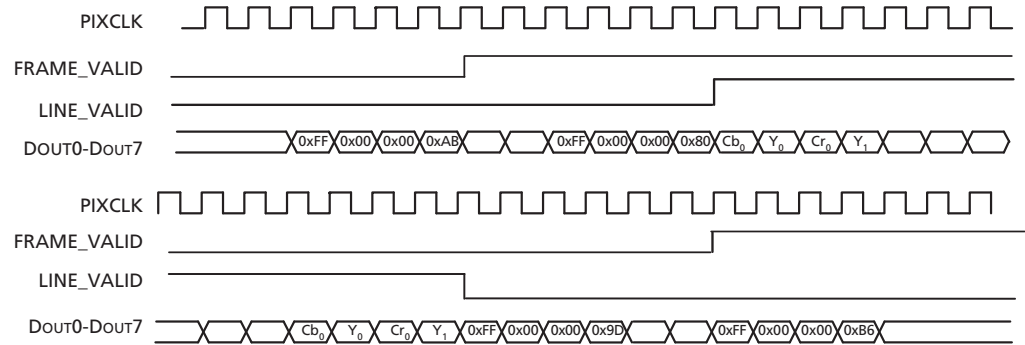 PIXCLK
FRAME_VALID
LINE_VALID
DOUT0-DOUT7 0xFF 0x00 0x00 0xAB 0xFF 0x00 0x00 0x80 Cb0 Y0 Cr0 Y1
PIXCLK
FRAME_VALID
LINE_VALID
DOUT0-DOUT7 Cb0 Y0 Cr0 Y1 0xFF 0x00 0x00 0x9D 0xFF 0x00 0x00 0xB6